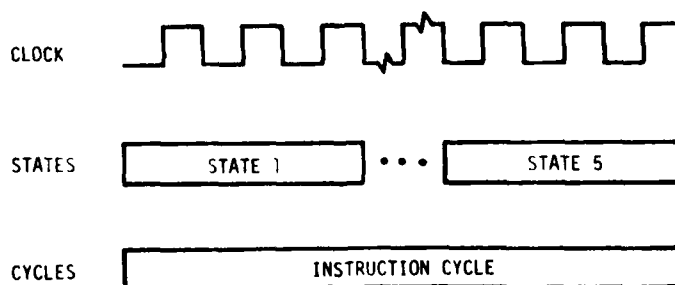 CLOCK
STATES STATE 1 ••• STATE 5
CYCLES INSTRUCTION CYCLE